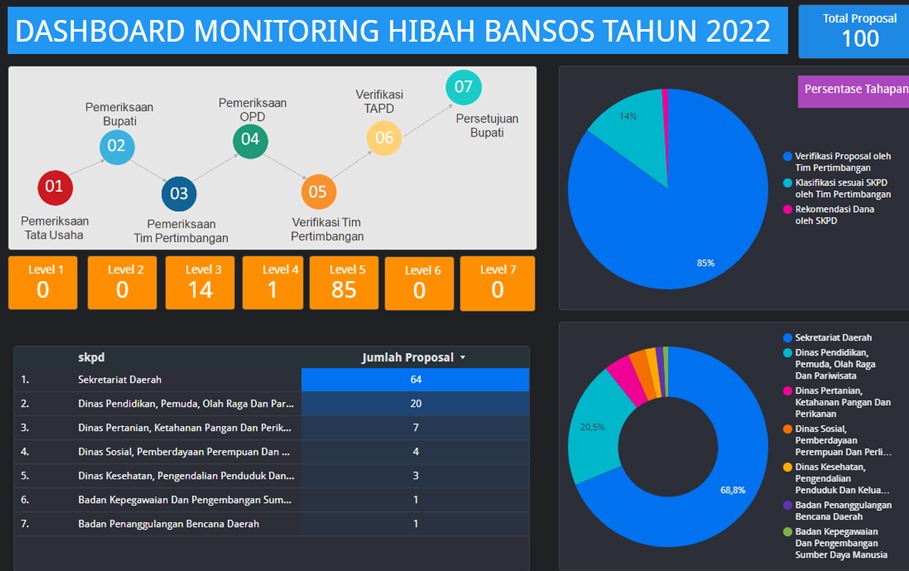 DASHBOARD MONITORING HIBAH BANSOS TAHUN 2022
Total Proposal
100
01
Pemeriksaan
Tata Usaha
Pemeriksaan
Bupati
02
03
Pemeriksaan
Tim Pertimbangan
Pemeriksaan
OPD
04
05
Verifikasi Tim
Pertimbangan
Verifikasi
TAPD
06
07
Persetujuan
Bupati
Level 1
0
Level 2
0
Level 3
14
Level 4
1
Level 5
85
Level 6
0
Level 7
0
Persentase Tahapan
14%
85%
Verifikasi Proposal oleh
Tim Pertimbangan
Klasifikasi sesuai SKPD
oleh Tim Pertimbangan
Rekomendasi Dana
oleh SKPD
skpd Jumlah Proposal
1. Sekretariat Daerah 64
2. Dinas Pendidikan, Pemuda, Olah Raga Dan Par... 20
3. Dinas Pertanian, Ketahanan Pangan Dan Perik... 7
4. Dinas Sosial, Pemberdayaan Perempuan Dan ... 4
5. Dinas Kesehatan, Pengendalian Penduduk Dan... 3
6. Badan Kepegawaian Dan Pengembangan Sum... 1
7. Badan Penanggulangan Bencana Daerah 1
20,5%
68,8%
Sekretariat Daerah
Dinas Pendidikan,
Pemuda, Olah Raga
Dan Pariwisata
Dinas Pertanian,
Ketahanan Pangan Dan
Perikanan
Dinas Sosial,
Pemberdayaan
Perempuan Dan Perli...
Dinas Kesehatan,
Pengendalian
Penduduk Dan Kelua...
Badan Penanggulangan
Bencana Daerah
Badan Kepegawaian
Dan Pengembangan
Sumber Daya Manusia